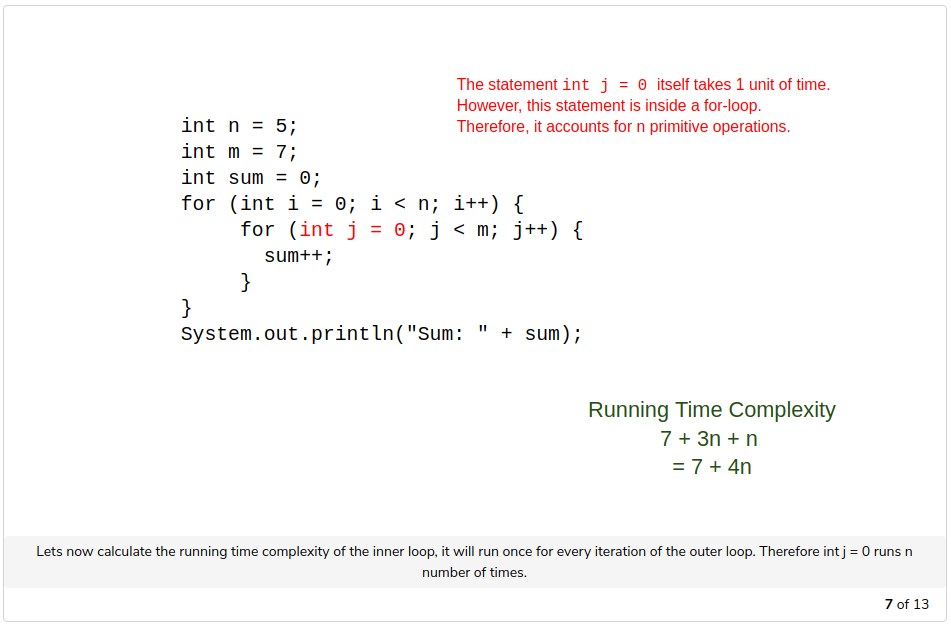 The statement int j = 0 itself takes 1 unit of time.
However, this statement is inside a for-loop.
Therefore, it accounts for n primitive operations.
int n = 5;
int m = 7;
int sum = 0;
for (int i = 0; i < n; i++) {
for (int j = 0; j < m; j++) {
sum++;
}
}
System.out.println("Sum: " + sum);
Running Time Complexity
7 + 3n + n
= 7 + 4n
Lets now calculate the running time complexity of the inner loop, it will run once for every iteration of the outer loop. Therefore int j = 0 runs n
number of times.
7 of 13